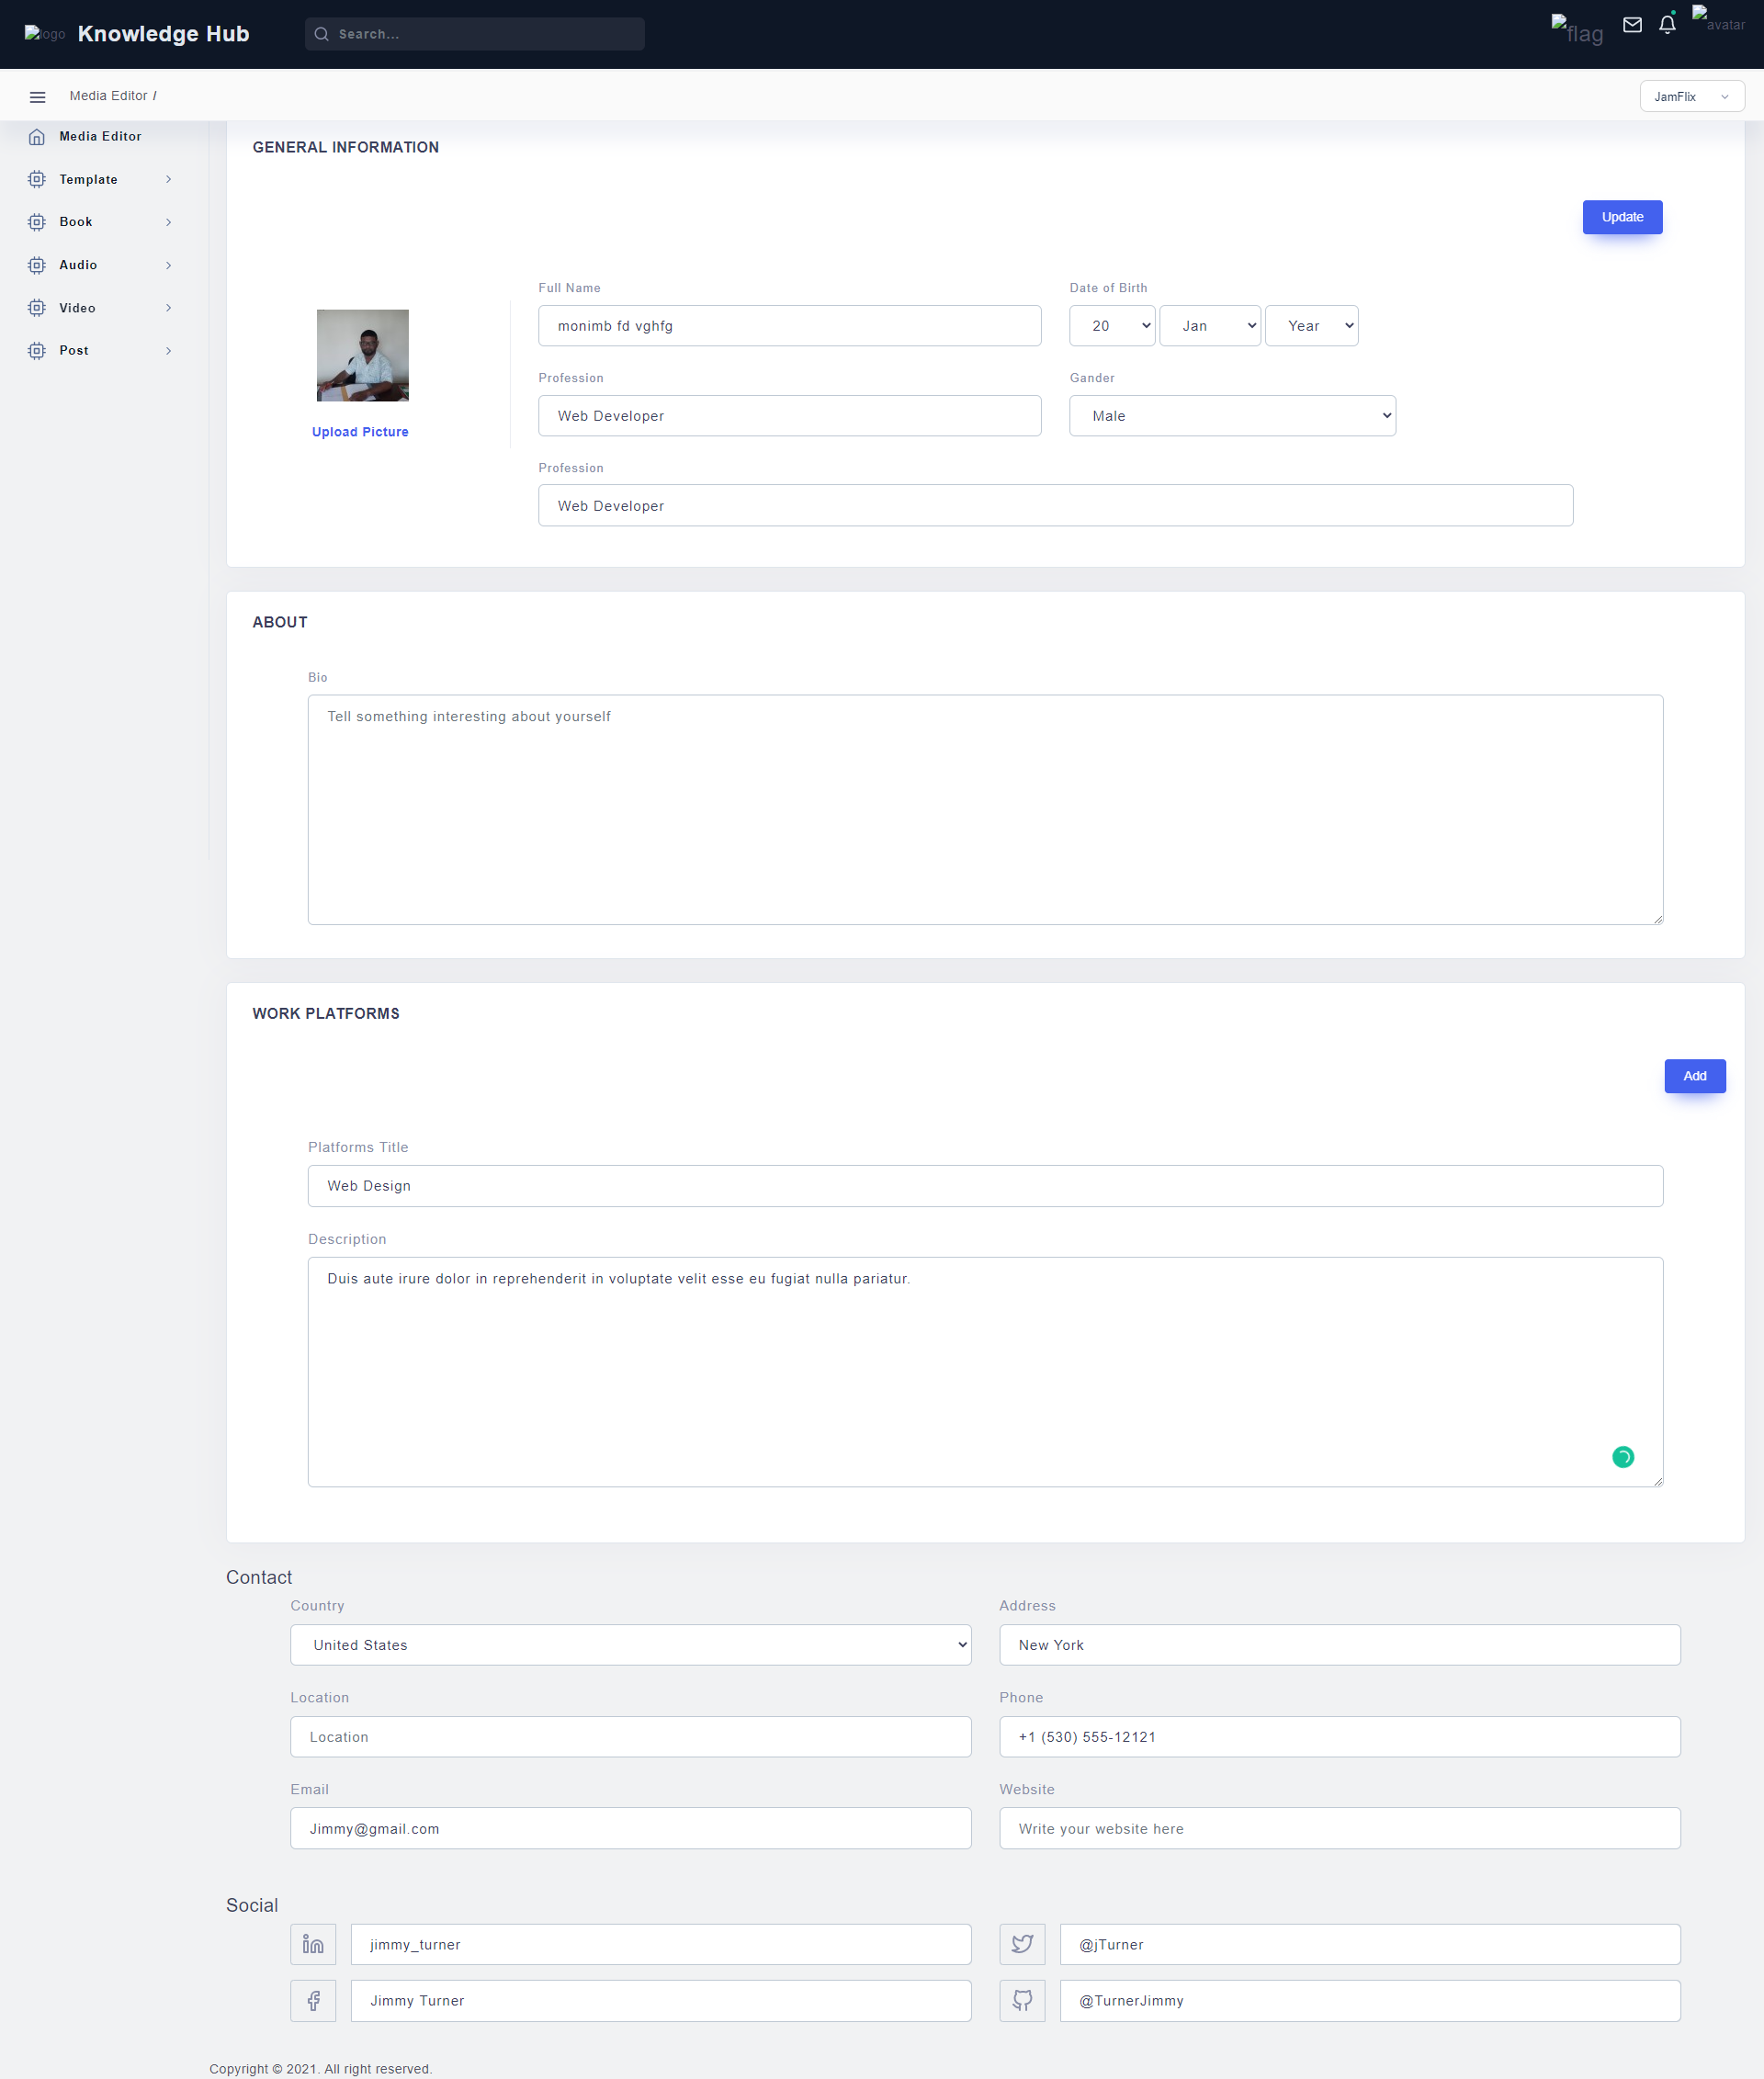 logo Knowledge Hub Search... flag avatar
Media Editor / JamFlix
Media Editor
Template
Book
Audio
Video
Post
GENERAL INFORMATION
Update
Upload Picture
Full Name Date of Birth
monimb fd vghfg 20 Jan Year
Profession Gander
Web Developer Male
Profession
Web Developer
ABOUT
Bio
Tell something interesting about yourself
WORK PLATFORMS
Add
Platforms Title
Web Design
Description
Duis aute irure dolor in reprehenderit in voluptate velit esse eu fugiat nulla pariatur.
Contact
Country Address
United States New York
Location Phone
Location +1 (530) 555-12121
Email Website
Jimmy@gmail.com Write your website here
Social
jimmy_turner @jTurner
Jimmy Turner @TurnerJimmy
Copyright © 2021. All right reserved.